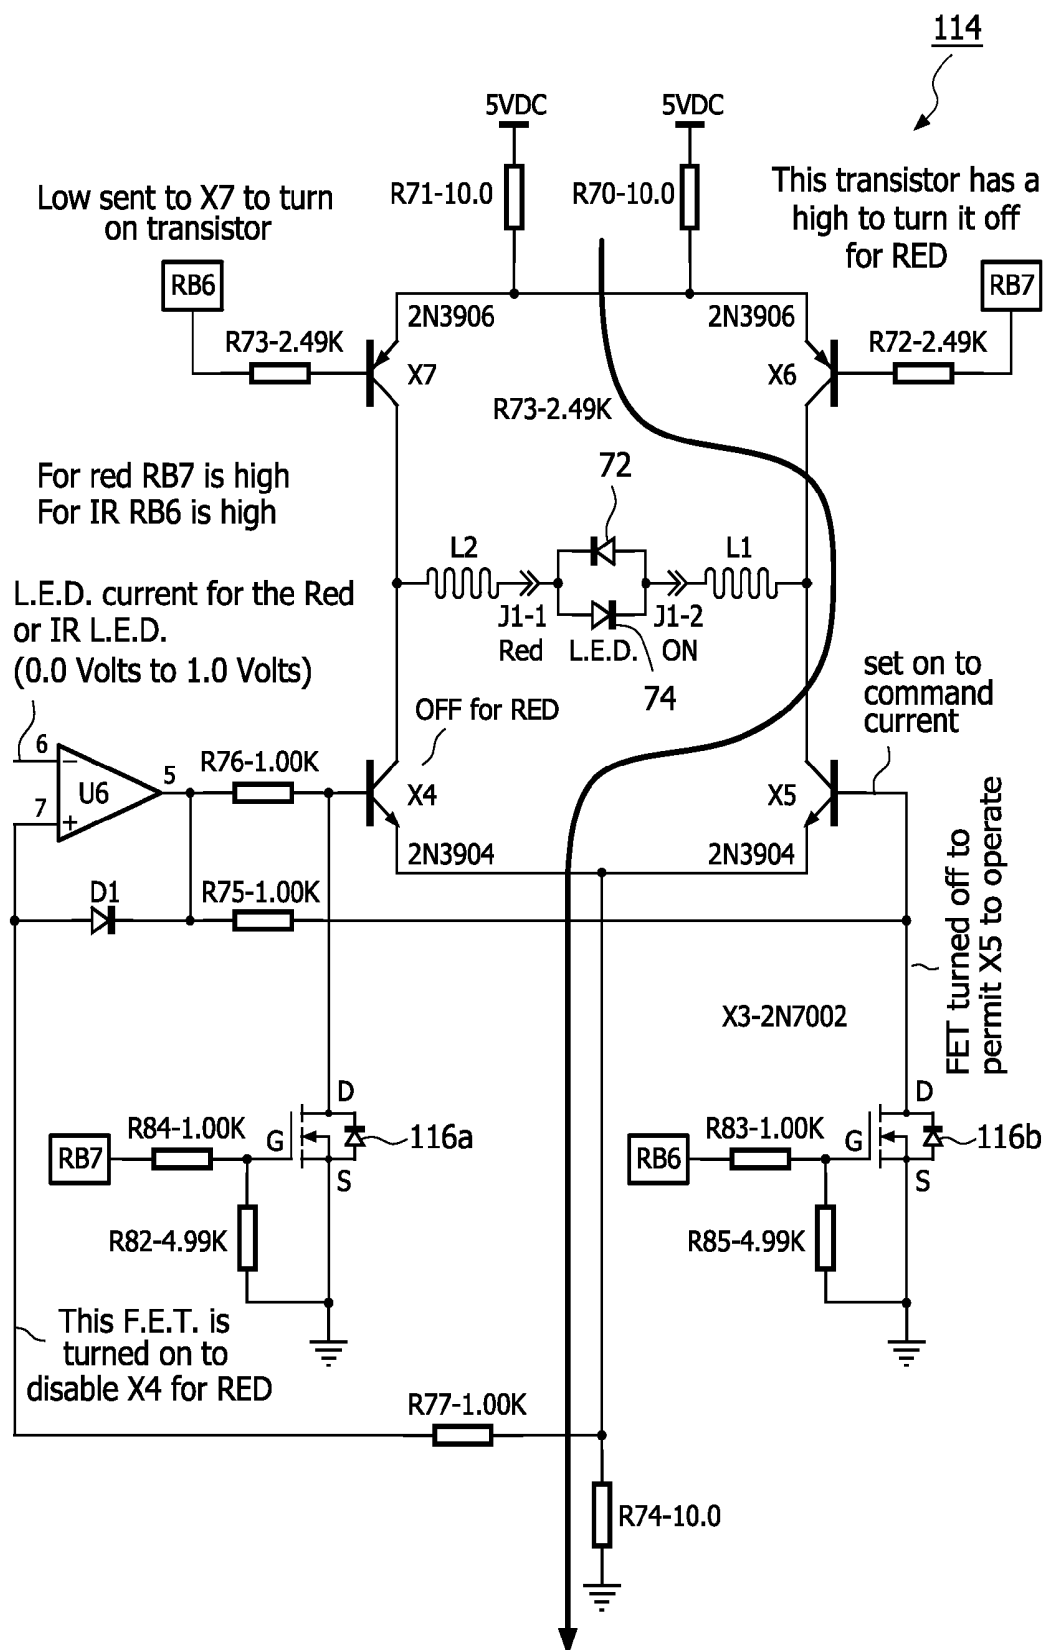 114
5VDC
5VDC
R71-10.0
R70-10.0
Low sent to X7 to turn
on transistor
This transistor has a
high to turn it off
for RED
RB6
RB7
2N3906
2N3906
R73-2.49K
R72-2.49K
X7
X6
R73-2.49K
For red RB7 is high
For IR RB6 is high
72
L2
L1
J1-1
J1-2
Red
L.E.D.
ON
74
L.E.D. current for the Red
or IR L.E.D.
(0.0 Volts to 1.0 Volts)
set on to
command
current
OFF for RED
6
5
7
−
+
U6
R76-1.00K
X4
X5
2N3904
2N3904
D1
R75-1.00K
FET turned off to
permit X5 to operate
X3-2N7002
D
D
R84-1.00K
G
116a
R83-1.00K
G
116b
RB7
RB6
S
S
R82-4.99K
R85-4.99K
This F.E.T. is
turned on to
disable X4 for RED
R77-1.00K
R74-10.0